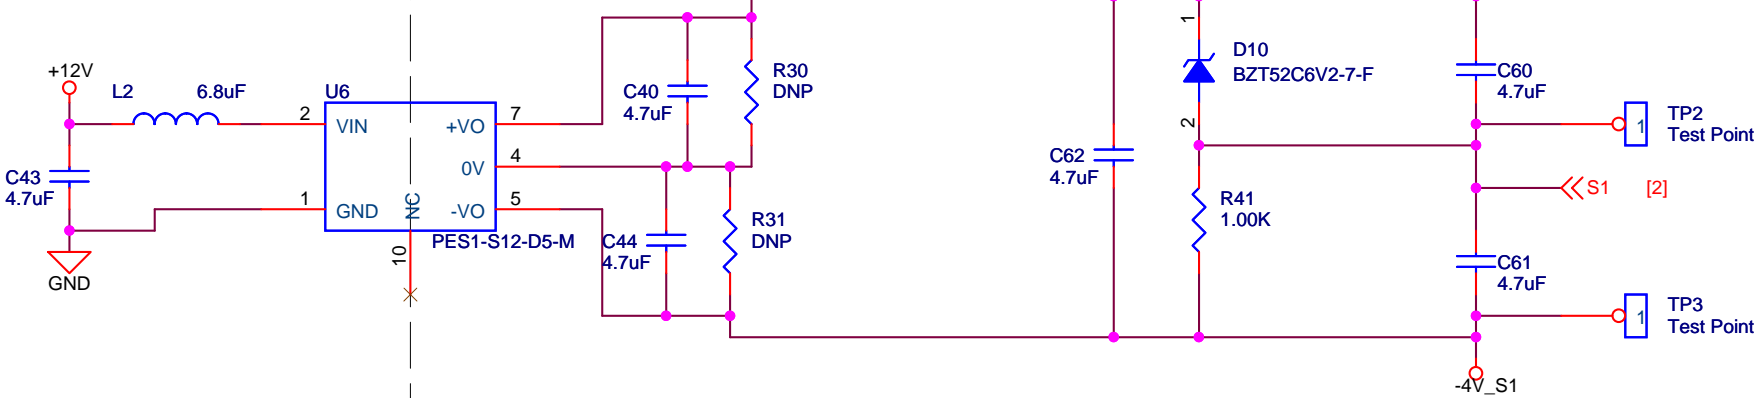 +12V
L2
6.8uF
C43
4.7uF
GND
U6
2
VIN
+VO
7
0V
4
1
GND
NC
-VO
5
10
PES1-S12-D5-M
C40
4.7uF
R30
DNP
C44
4.7uF
R31
DNP
C62
4.7uF
1
D10
BZT52C6V2-7-F
2
R41
1.00K
C60
4.7uF
1
TP2
Test Point
S1
[2]
C61
4.7uF
1
TP3
Test Point
-4V_S1